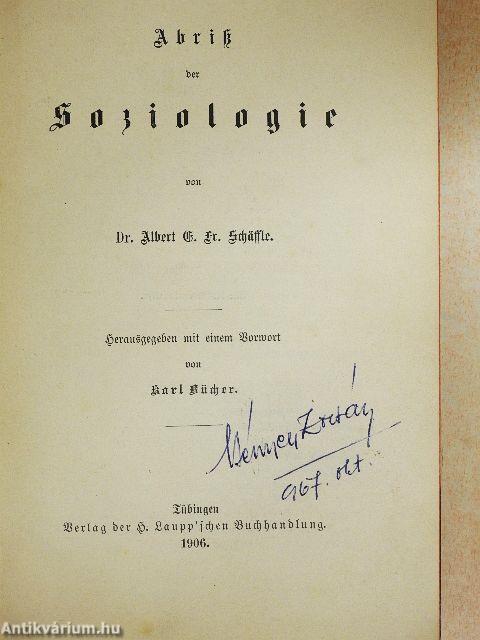 Abriß
der
Soziologie
von
Dr. Albert E. Fr. Schäffle.
Herausgegeben mit einem Vorwort
von
Karl Bücher.
Zoltán
967. okt.
Tübingen
Verlag der H. Laupp'schen Buchhandlung.
1906.
Antikvárium.hu